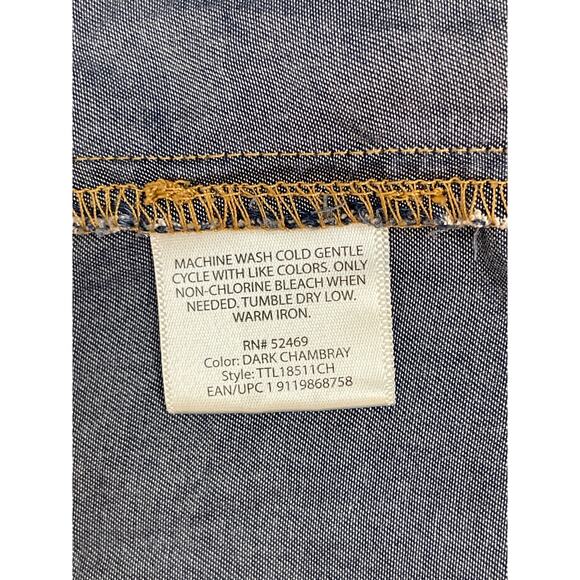 MACHINE WASH COLD GENTLE
CYCLE WITH LIKE COLORS. ONLY
NON-CHLORINE BLEACH WHEN
NEEDED. TUMBLE DRY LOW.
WARM IRON.
RN# 52469
Color: DARK CHAMBRAY
Style: TTL18511CH
EAN/UPC 1 9119868758